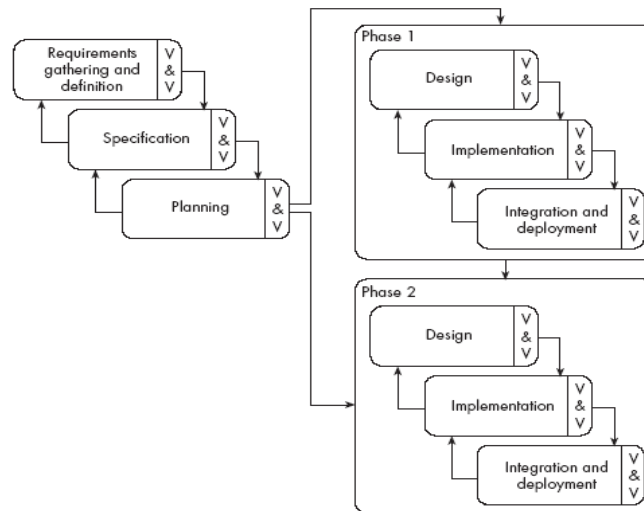 Requirements
gathering and
definition
V
&
V
Specification
V
&
V
Planning
V
&
V
Phase 1
Design
V
&
V
Implementation
V
&
V
Integration and
deployment
V
&
V
Phase 2
Design
V
&
V
Implementation
V
&
V
Integration and
deployment
V
&
V